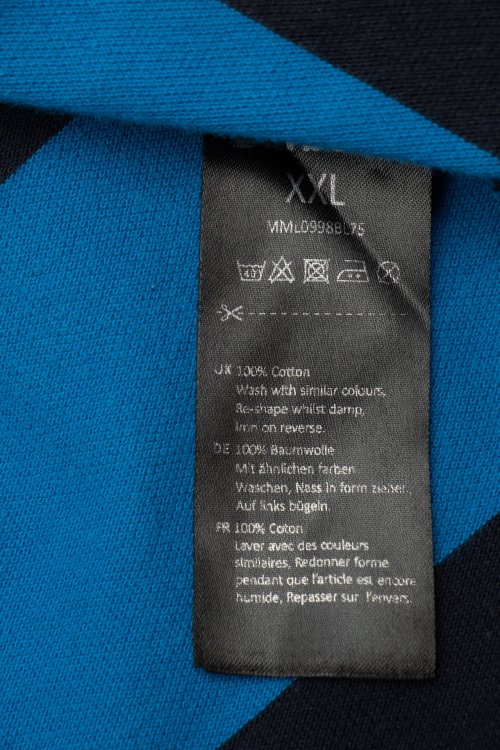 XXL
MML0998BL75
40
UK 100% Cotton
Wash with similar colours,
Re-shape whilst damp,
Iron on reverse.
DE 100% Baumwolle
Mit ähnlichen farben
Waschen, Nass in form ziehen,
Auf links bügeln.
FR 100% Coton
Laver avec des couleurs
similaires, Redonner forme
pendant que l'article est encore
humide, Repasser sur l'envers.